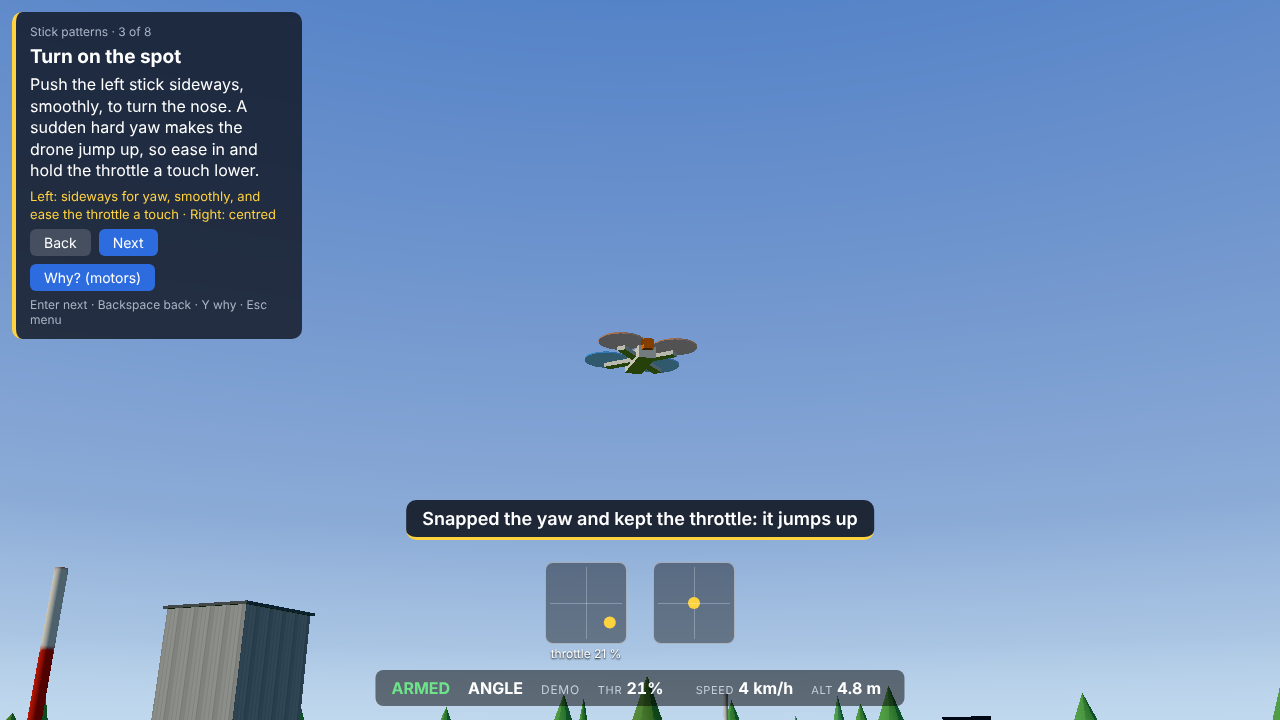 Stick patterns · 3 of 8
Turn on the spot
Push the left stick sideways,
smoothly, to turn the nose. A
sudden hard yaw makes the
drone jump up, so ease in and
hold the throttle a touch lower.
Left: sideways for yaw, smoothly, and
ease the throttle a touch · Right: centred
Back Next
Why? (motors)
Enter next · Backspace back · Y why · Esc
menu
Snapped the yaw and kept the throttle: it jumps up
throttle 21 %
ARMED ANGLE DEMO THR 21% SPEED 4 km/h ALT 4.8 m